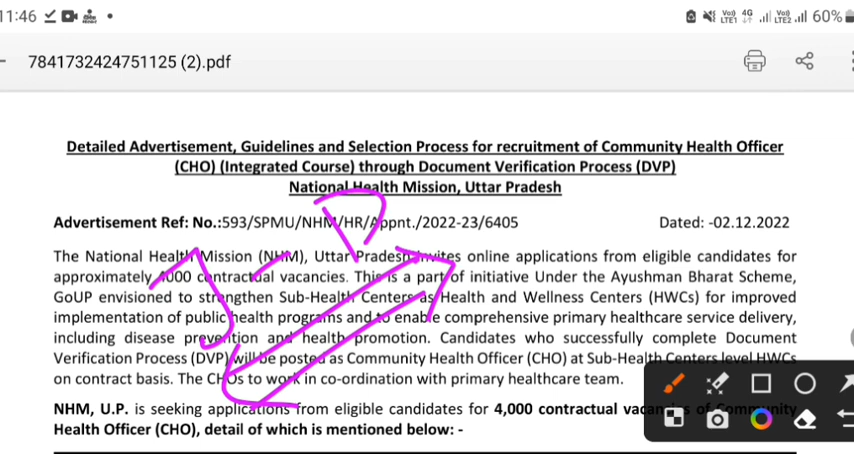 11:46
Vo) LTE1 4G Vo) LTE2 60%
7841732424751125 (2).pdf
Detailed Advertisement, Guidelines and Selection Process for recruitment of Community Health Officer
(CHO) (Integrated Course) through Document Verification Process (DVP)
National Health Mission, Uttar Pradesh
Advertisement Ref: No.:593/SPMU/NHM/HR/Appnt./2022-23/6405 Dated: -02.12.2022
The National Health Mission (NHM), Uttar Pradesh invites online applications from eligible candidates for
approximately 4000 contractual vacancies. This is a part of initiative Under the Ayushman Bharat Scheme,
GoUP envisioned to strengthen Sub-Health Centers as Health and Wellness Centers (HWCs) for improved
implementation of public health programs and to enable comprehensive primary healthcare service delivery,
including disease prevention and health promotion. Candidates who successfully complete Document
Verification Process (DVP) will be posted as Community Health Officer (CHO) at Sub-Health Centers level HWCs
on contract basis. The CHOs to work in co-ordination with primary healthcare team.
NHM, U.P. is seeking applications from eligible candidates for 4,000 contractual vacancies of Community
Health Officer (CHO), detail of which is mentioned below: -